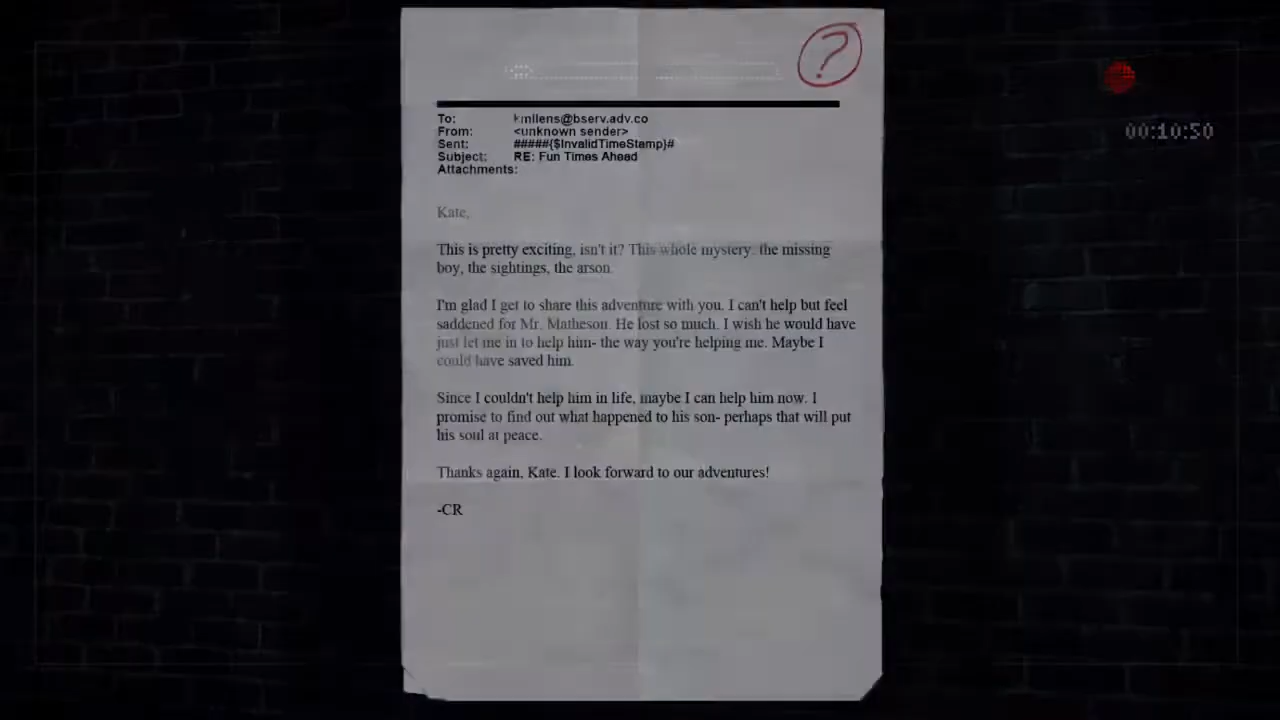 ?
00:10:50
To: kmilens@bserv.adv.co
From: <unknown sender>
Sent: #####{$InvalidTimeStamp}#
Subject: RE: Fun Times Ahead
Attachments:
Kate,
This is pretty exciting, isn't it? This whole mystery. the missing
boy, the sightings, the arson.
I'm glad I get to share this adventure with you. I can't help but feel
saddened for Mr. Matheson. He lost so much. I wish he would have
just let me in to help him- the way you're helping me. Maybe I
could have saved him.
Since I couldn't help him in life, maybe I can help him now. I
promise to find out what happened to his son- perhaps that will put
his soul at peace.
Thanks again, Kate. I look forward to our adventures!
-CR